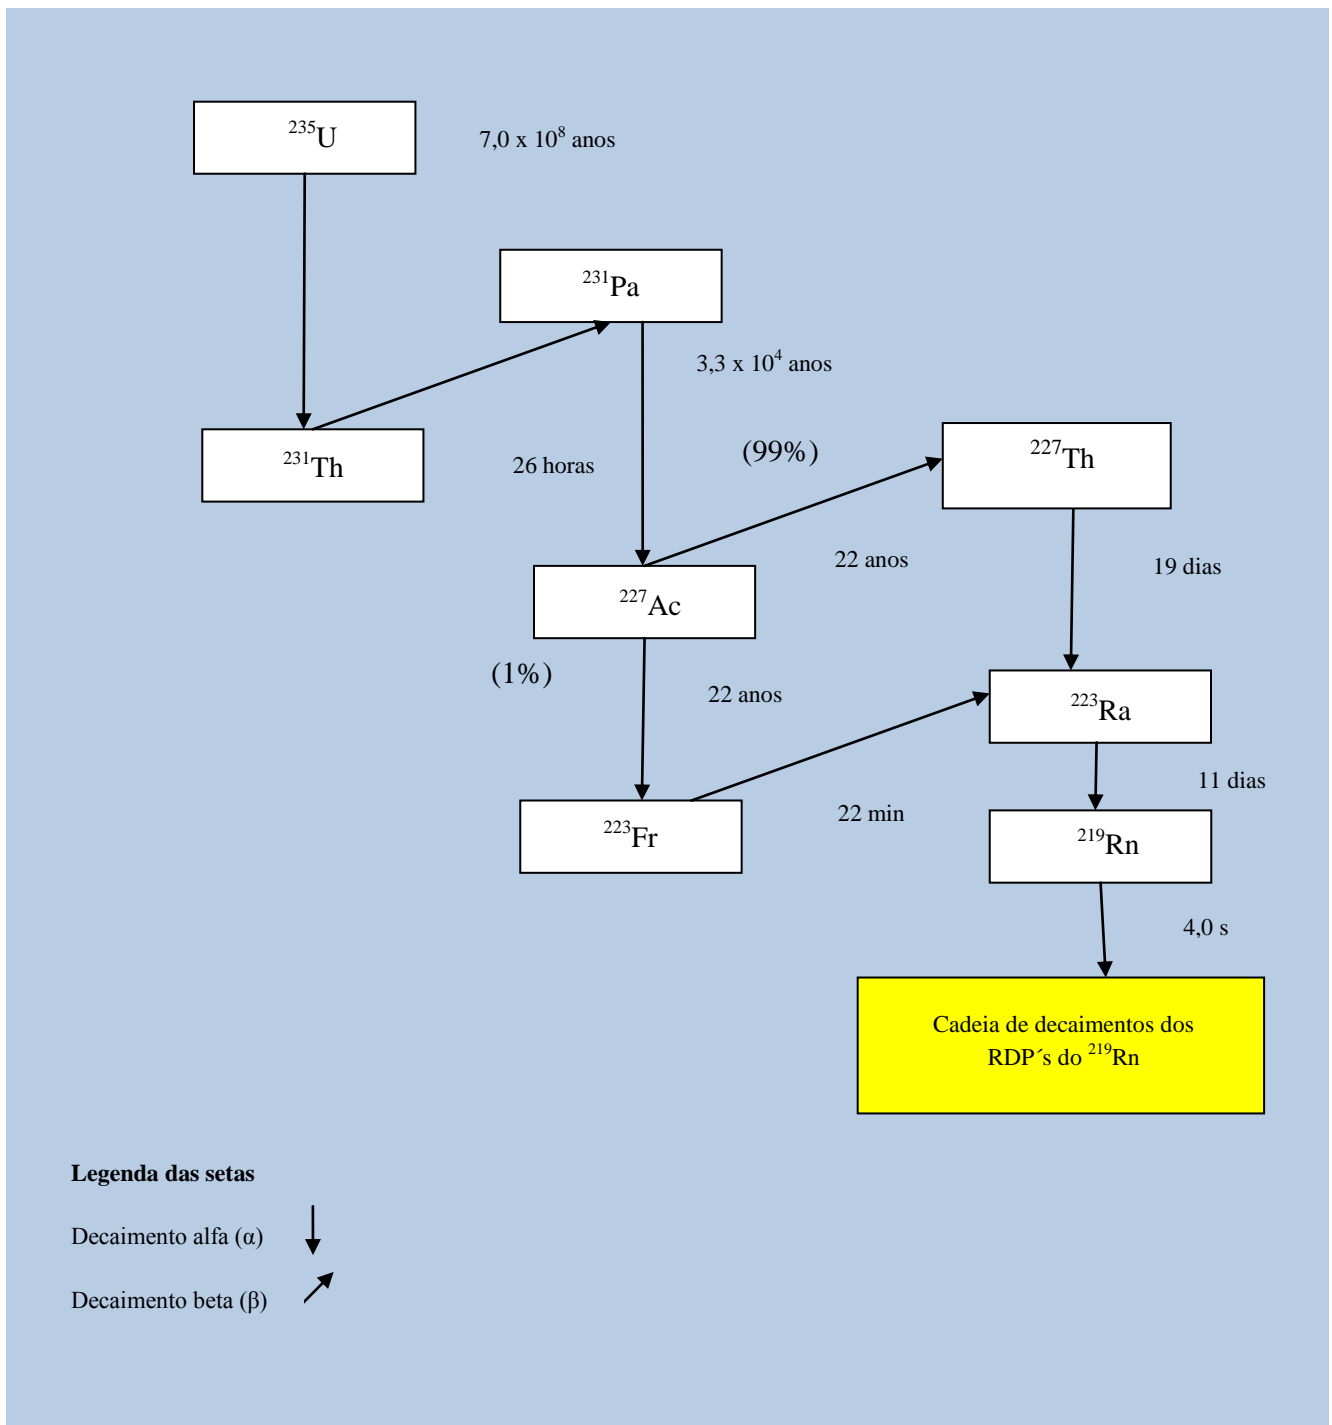 ²³⁵U
7,0 x 10⁸ anos
²³¹Pa
3,3 x 10⁴ anos
²³¹Th
26 horas
(99%)
²²⁷Th
22 anos
19 dias
²²⁷Ac
(1%)
22 anos
²²³Ra
11 dias
²²³Fr
22 min
²¹⁹Rn
4,0 s
Cadeia de decaimentos dos
RDP´s do ²¹⁹Rn
Legenda das setas
Decaimento alfa (α)
Decaimento beta (β)